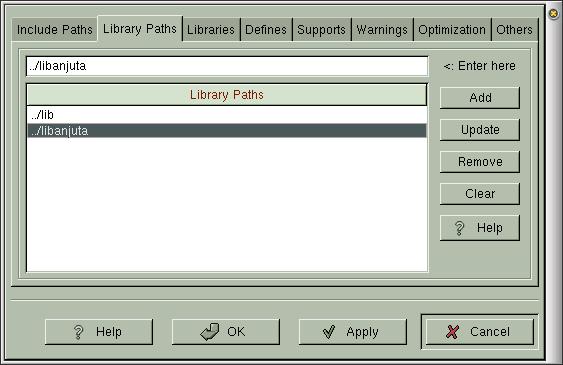 Include Paths Library Paths Libraries Defines Supports Warnings Optimization Others
../libanjuta <: Enter here
Library Paths
Add
../lib
../libanjuta
Update
Remove
Clear
? Help
? Help OK Apply Cancel